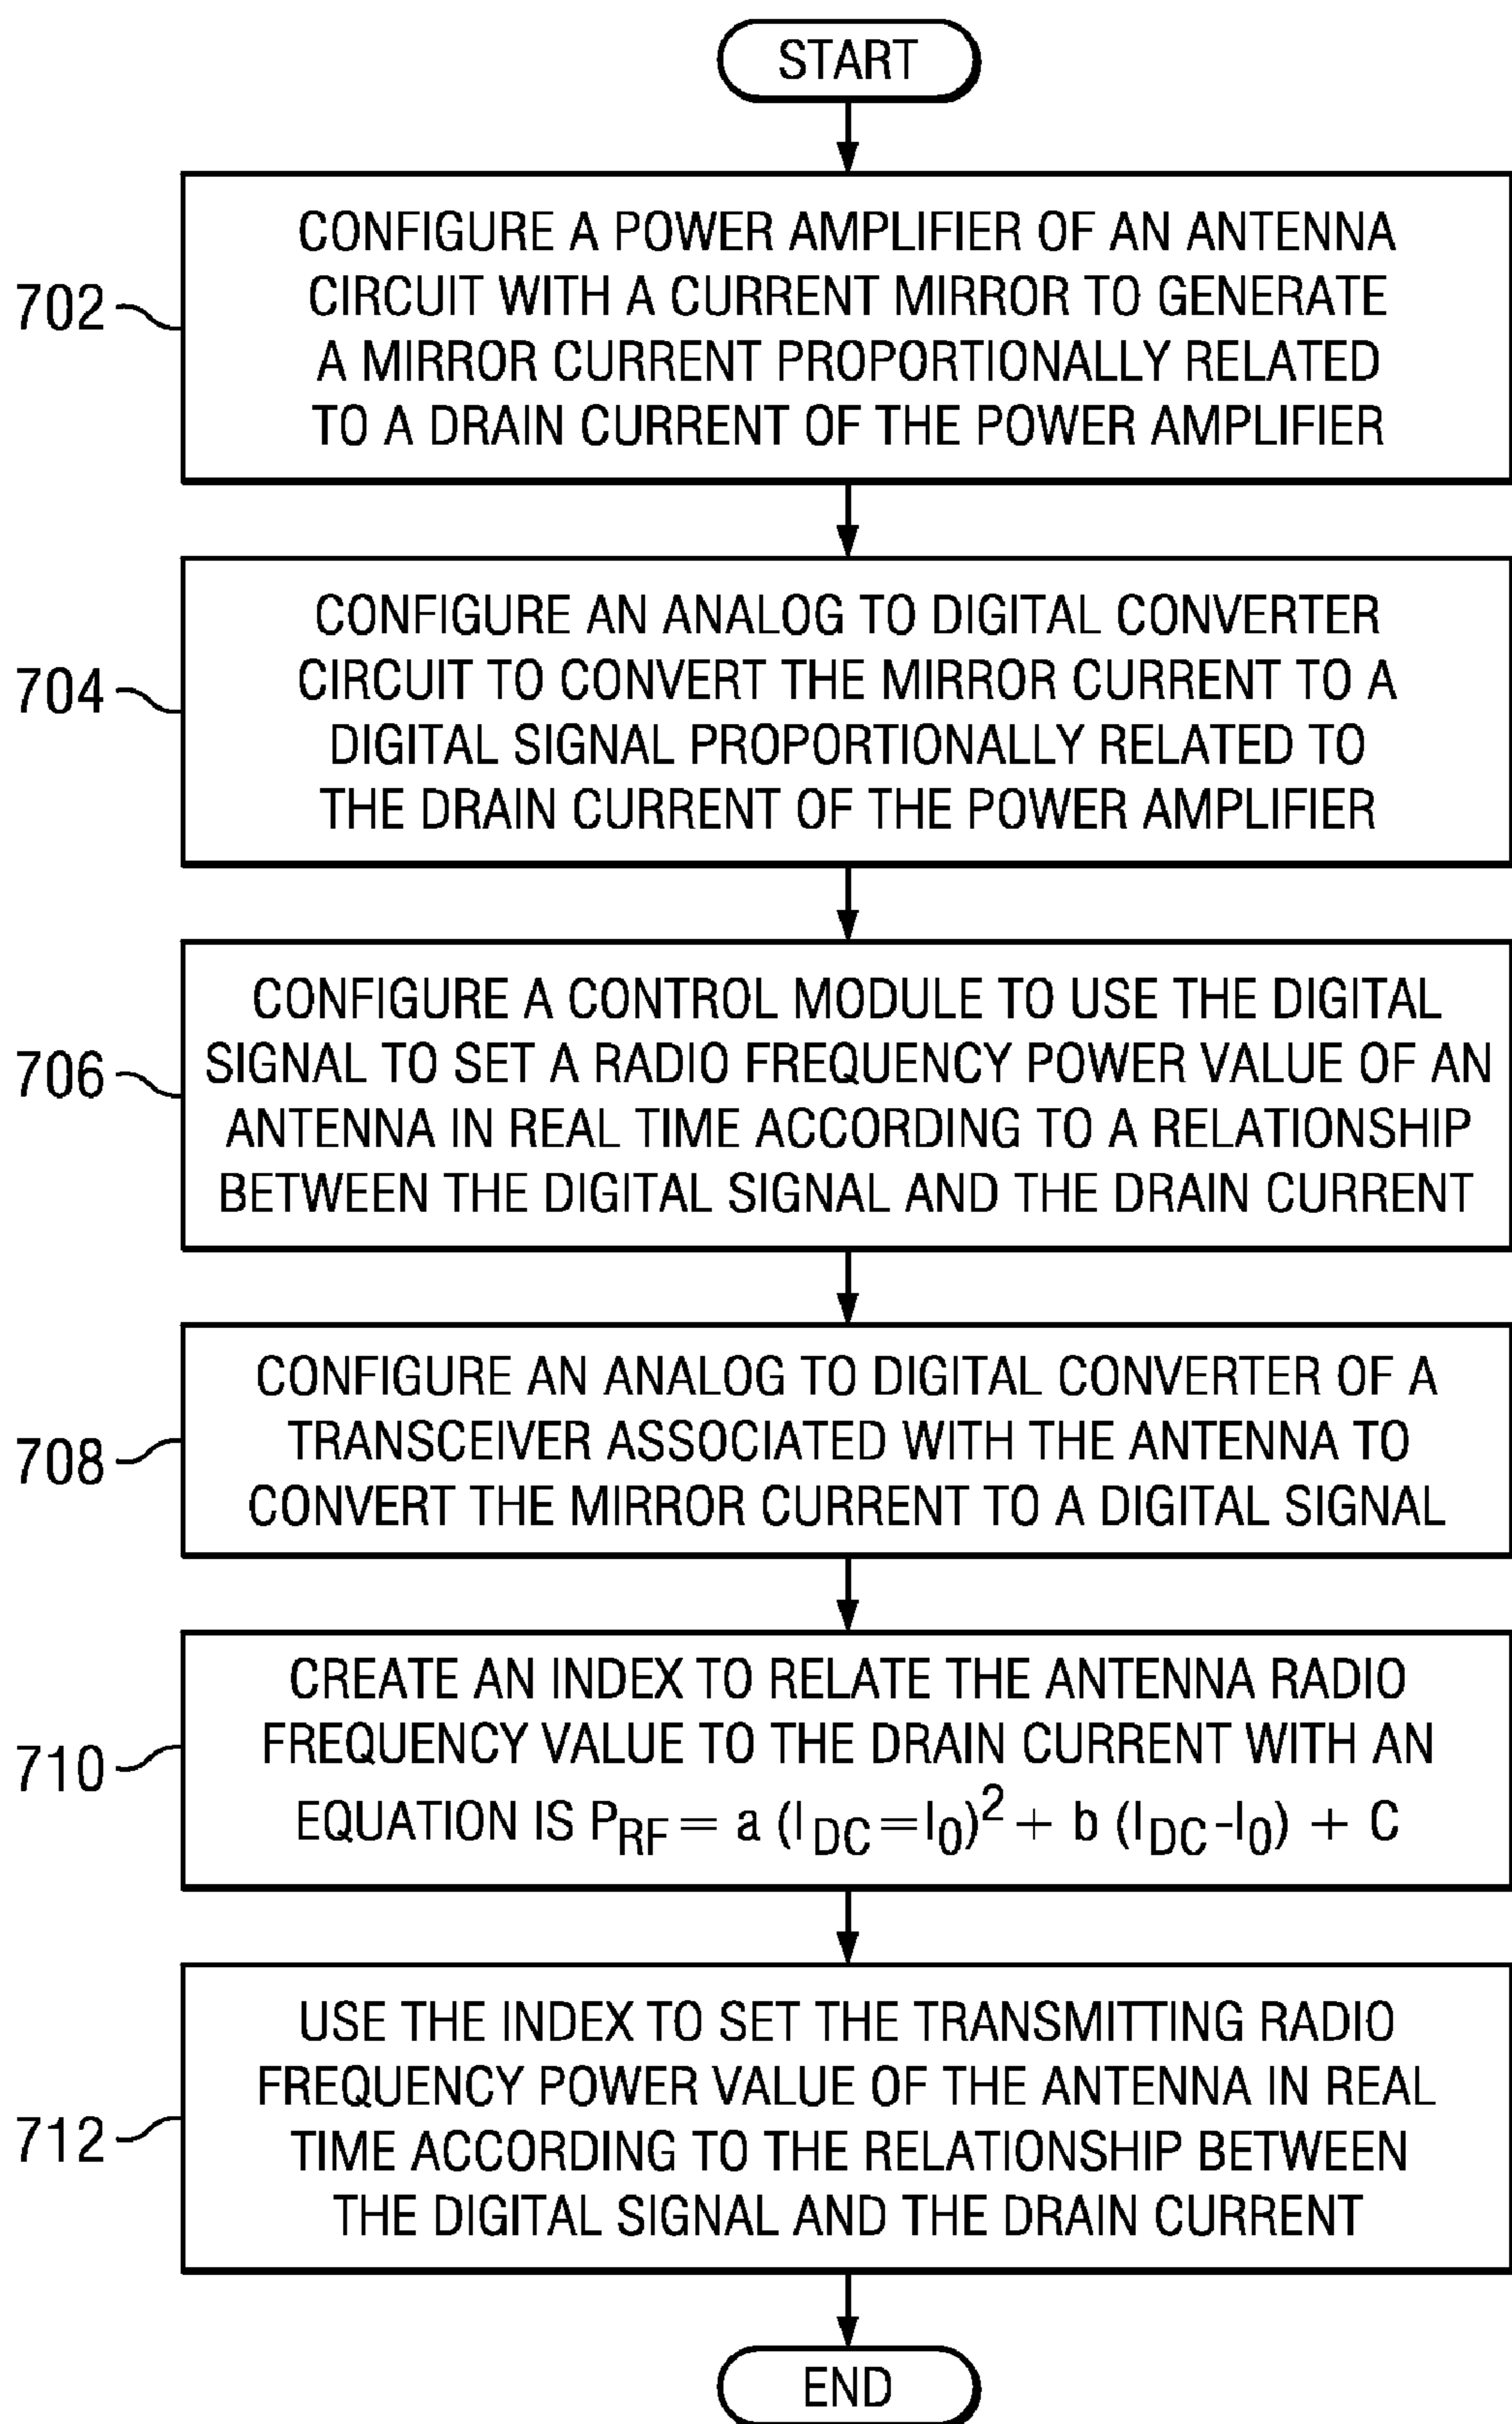 START
702
CONFIGURE A POWER AMPLIFIER OF AN ANTENNA
CIRCUIT WITH A CURRENT MIRROR TO GENERATE
A MIRROR CURRENT PROPORTIONALLY RELATED
TO A DRAIN CURRENT OF THE POWER AMPLIFIER
704
CONFIGURE AN ANALOG TO DIGITAL CONVERTER
CIRCUIT TO CONVERT THE MIRROR CURRENT TO A
DIGITAL SIGNAL PROPORTIONALLY RELATED TO
THE DRAIN CURRENT OF THE POWER AMPLIFIER
706
CONFIGURE A CONTROL MODULE TO USE THE DIGITAL
SIGNAL TO SET A RADIO FREQUENCY POWER VALUE OF AN
ANTENNA IN REAL TIME ACCORDING TO A RELATIONSHIP
BETWEEN THE DIGITAL SIGNAL AND THE DRAIN CURRENT
708
CONFIGURE AN ANALOG TO DIGITAL CONVERTER OF A
TRANSCEIVER ASSOCIATED WITH THE ANTENNA TO
CONVERT THE MIRROR CURRENT TO A DIGITAL SIGNAL
710
CREATE AN INDEX TO RELATE THE ANTENNA RADIO
FREQUENCY VALUE TO THE DRAIN CURRENT WITH AN
EQUATION IS P_RF = a (I_DC=I_0)² + b (I_DC-I_0) + C
712
USE THE INDEX TO SET THE TRANSMITTING RADIO
FREQUENCY POWER VALUE OF THE ANTENNA IN REAL
TIME ACCORDING TO THE RELATIONSHIP BETWEEN
THE DIGITAL SIGNAL AND THE DRAIN CURRENT
END